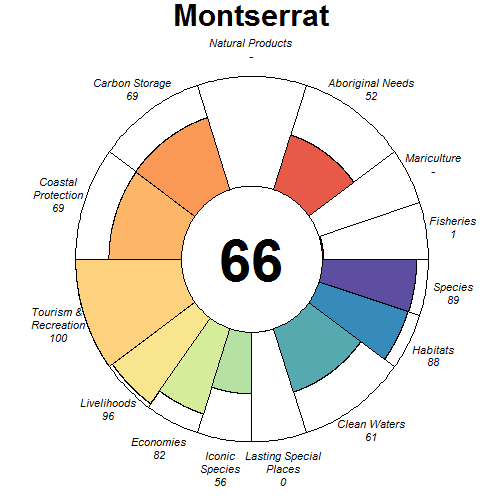 Montserrat
Natural Products
-
Carbon Storage
69
Aboriginal Needs
52
Mariculture
-
Coastal
Protection
69
Fisheries
1
66
Species
89
Tourism &
Recreation
100
Habitats
88
Livelihoods
96
Clean Waters
61
Economies
82
Iconic
Species
56
Lasting Special
Places
0